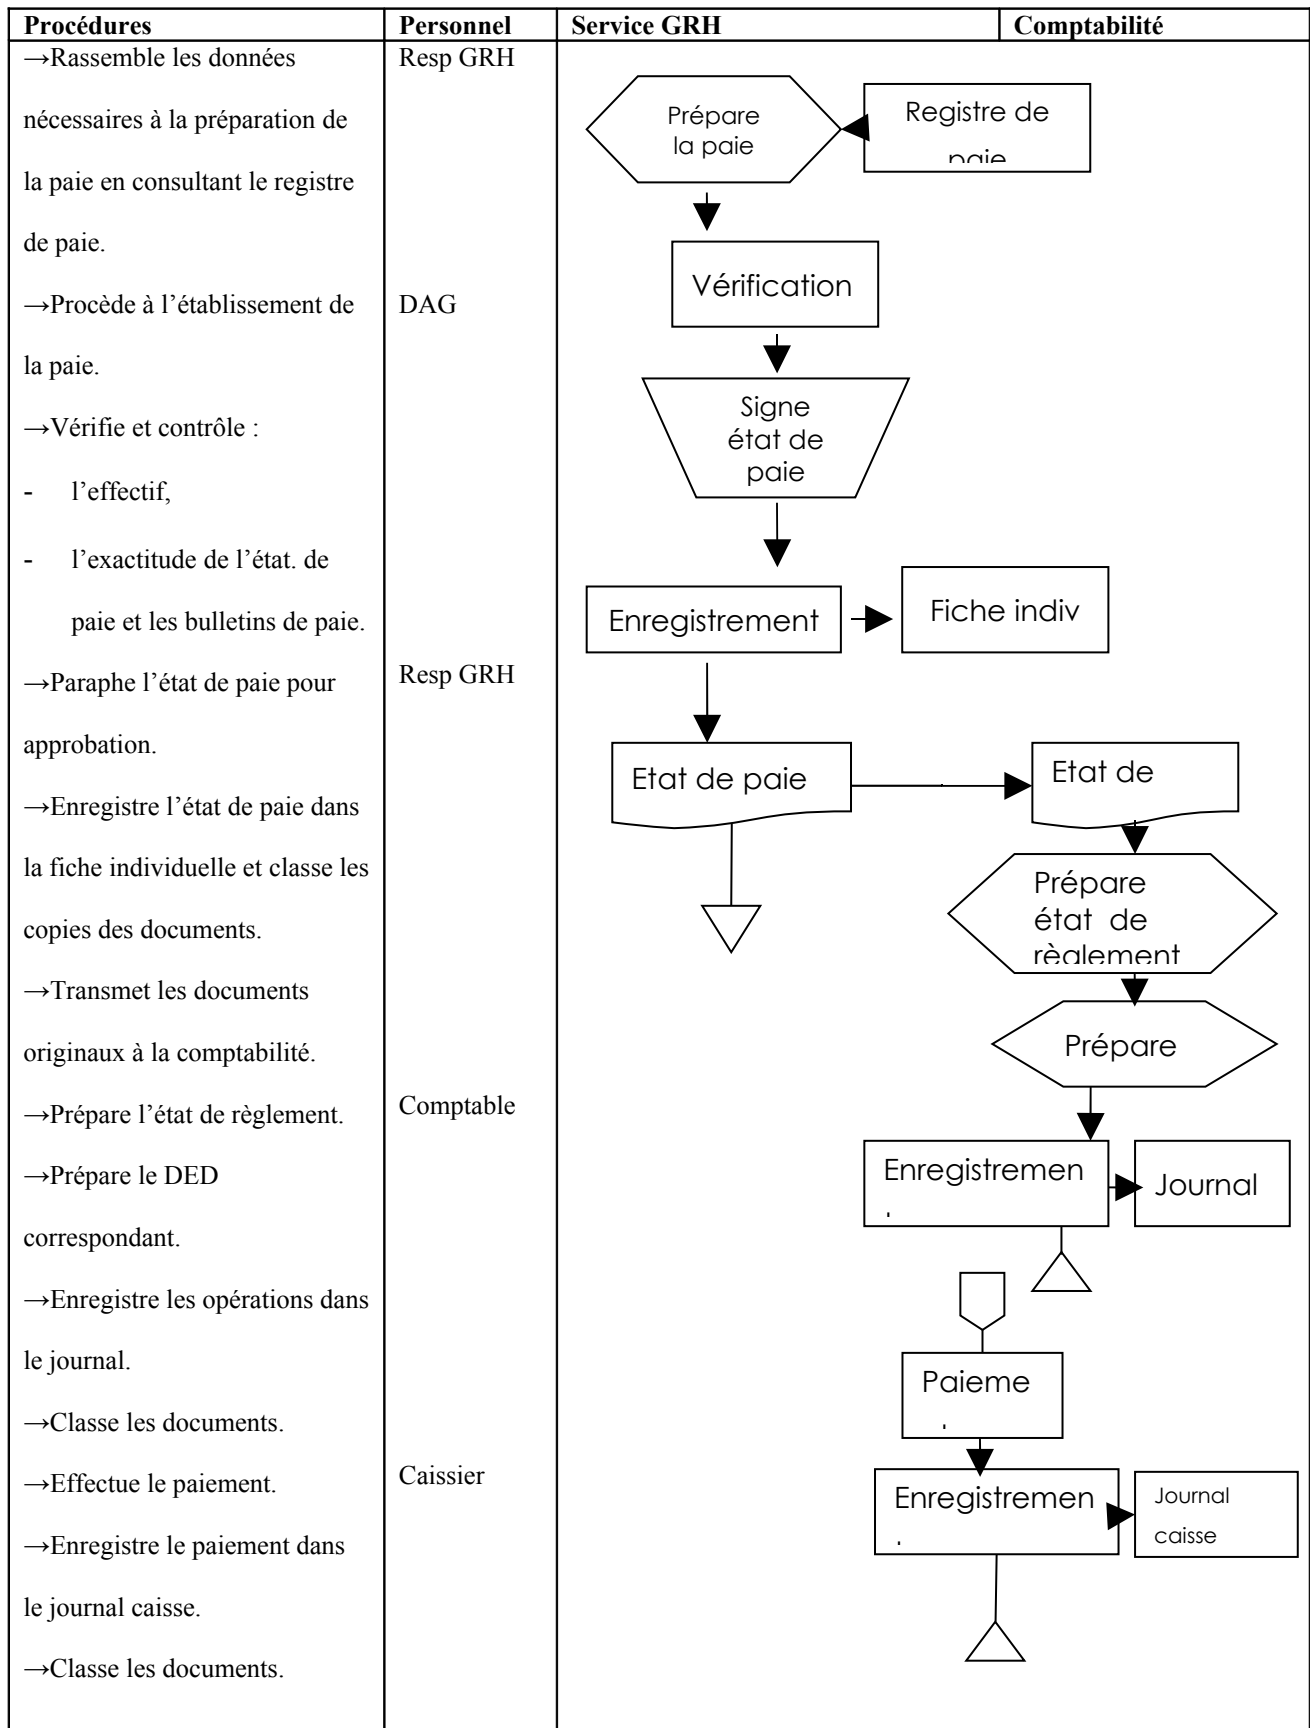 Procédures Personnel Service GRH Comptabilité
→Rassemble les données
nécessaires à la préparation de
la paie en consultant le registre
de paie.
→Procède à l’établissement de
la paie.
→Vérifie et contrôle :
- l’effectif,
- l’exactitude de l’état. de
paie et les bulletins de paie.
→Paraphe l’état de paie pour
approbation.
→Enregistre l’état de paie dans
la fiche individuelle et classe les
copies des documents.
→Transmet les documents
originaux à la comptabilité.
→Prépare l’état de règlement.
→Prépare le DED
correspondant.
→Enregistre les opérations dans
le journal.
→Classe les documents.
→Effectue le paiement.
→Enregistre le paiement dans
le journal caisse.
→Classe les documents.
Resp GRH
DAG
Resp GRH
Comptable
Caissier
Prépare
la paie
Registre de
paie
Vérification
Signe
état de
paie
Enregistrement
Fiche indiv
Etat de paie
Etat de
Prépare
état de
règlement
Prépare
Enregistremen
Journal
Paieme
Enregistremen
Journal
caisse